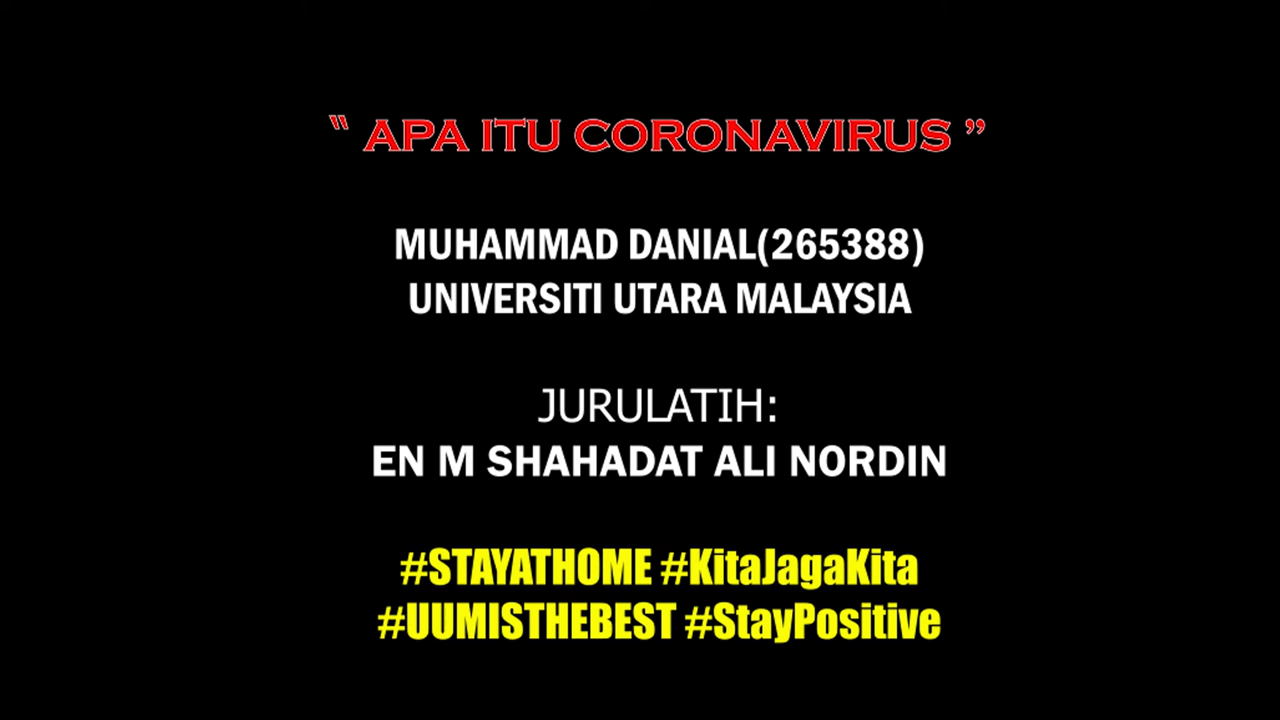 “ APA ITU CORONAVIRUS ”
MUHAMMAD DANIAL(265388)
UNIVERSITI UTARA MALAYSIA
JURULATIH:
EN M SHAHADAT ALI NORDIN
#STAYATHOME #KitaJagaKita
#UUMISTHEBEST #StayPositive